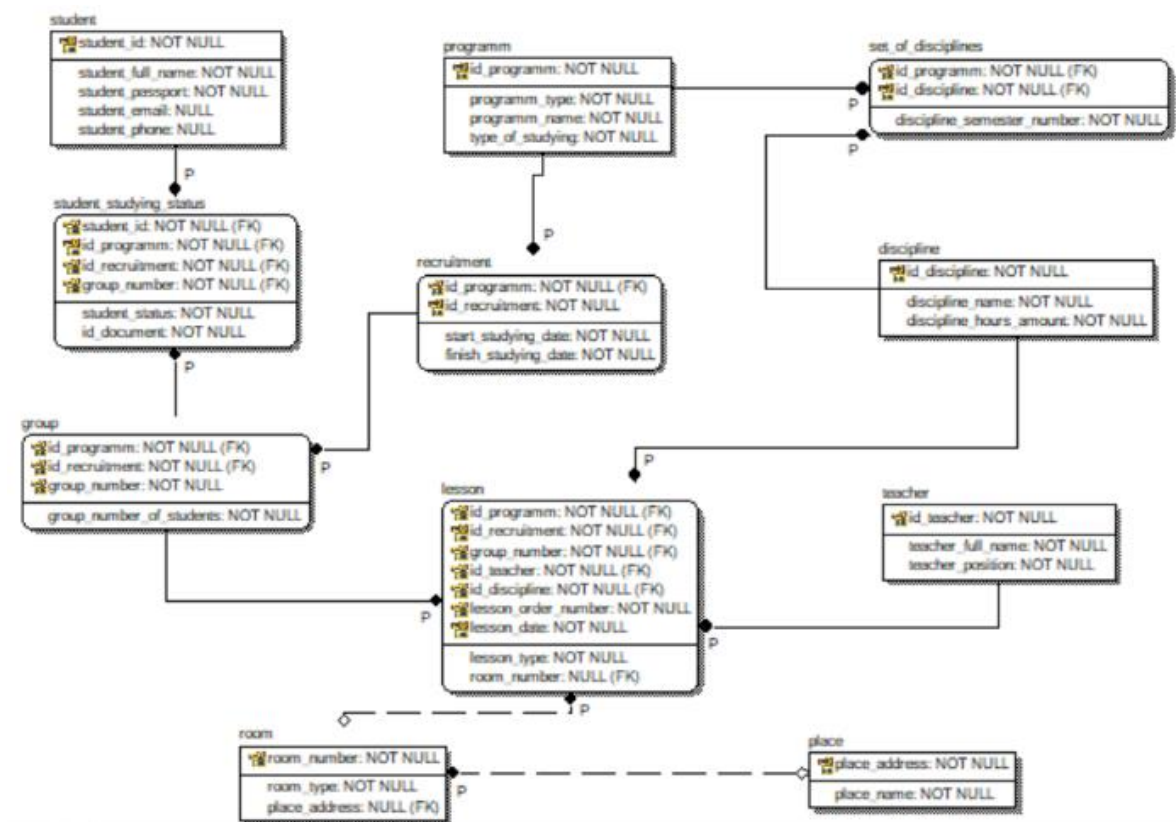 student
student_id: NOT NULL
student_full_name: NOT NULL
student_passport: NOT NULL
student_email: NULL
student_phone: NULL
P
programm
id_programm: NOT NULL
programm_type: NOT NULL
programm_name: NOT NULL
type_of_studying: NOT NULL
P
set_of_disciplines
id_programm: NOT NULL (FK)
id_discipline: NOT NULL (FK)
discipline_semester_number: NOT NULL
P
P
student_studying_status
student_id: NOT NULL (FK)
id_programm: NOT NULL (FK)
id_recruitment: NOT NULL (FK)
group_number: NOT NULL (FK)
student_status: NOT NULL
id_document: NOT NULL
P
recruitment
id_programm: NOT NULL (FK)
id_recruitment: NOT NULL
start_studying_date: NOT NULL
finish_studying_date: NOT NULL
discipline
id_discipline: NOT NULL
discipline_name: NOT NULL
discipline_hours_amount: NOT NULL
group
id_programm: NOT NULL (FK)
id_recruitment: NOT NULL (FK)
group_number: NOT NULL
group_number_of_students: NOT NULL
P
P
lesson
id_programm: NOT NULL (FK)
id_recruitment: NOT NULL (FK)
group_number: NOT NULL (FK)
id_teacher: NOT NULL (FK)
id_discipline: NOT NULL (FK)
lesson_order_number: NOT NULL
lesson_date: NOT NULL
lesson_type: NOT NULL
room_number: NULL (FK)
P
P
P
teacher
id_teacher: NOT NULL
teacher_full_name: NOT NULL
teacher_position: NOT NULL
room
room_number: NOT NULL
room_type: NOT NULL
place_address: NULL (FK)
P
place
place_address: NOT NULL
place_name: NOT NULL